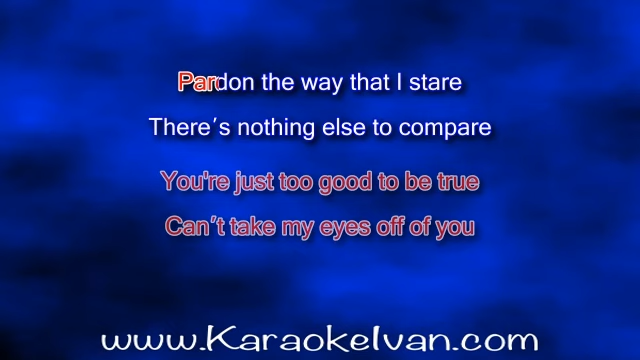 Pardon the way that I stare
There's nothing else to compare
You're just too good to be true
Can't take my eyes off of you
www.KaraokeIvan.com